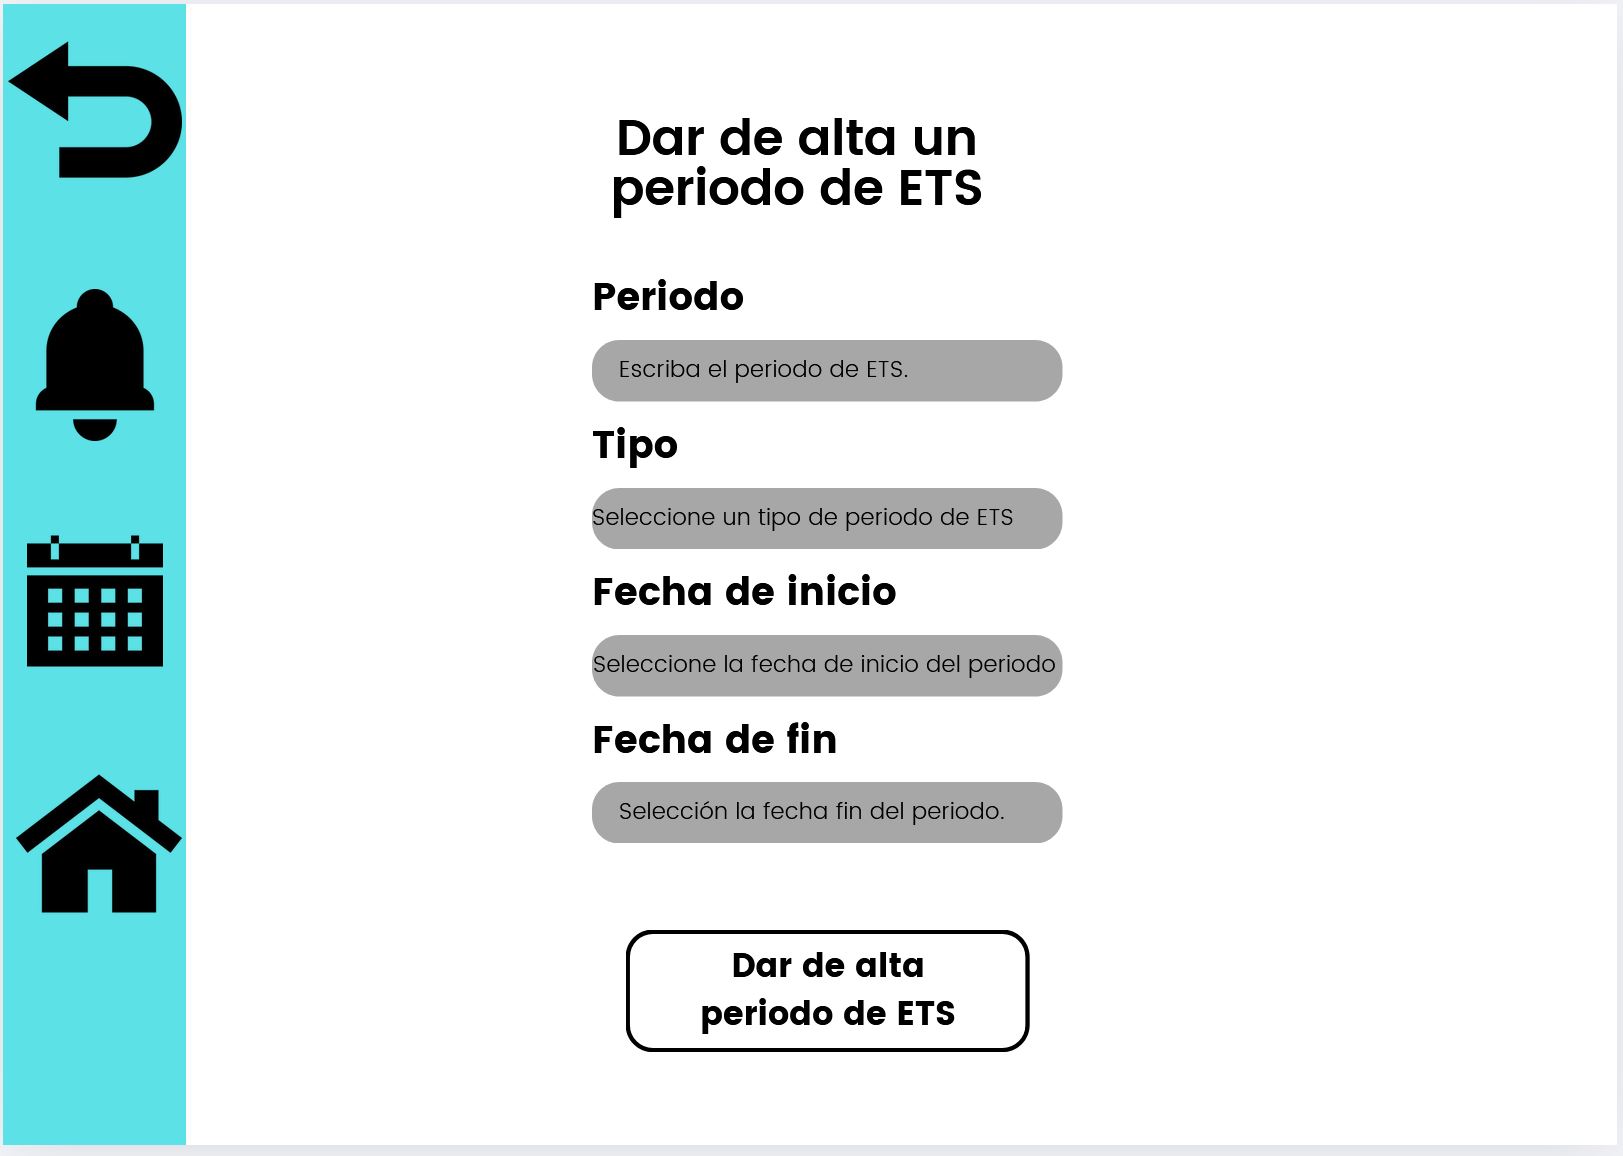 Dar de alta un
periodo de ETS
Periodo
Escriba el periodo de ETS.
Tipo
Seleccione un tipo de periodo de ETS
Fecha de inicio
Seleccione la fecha de inicio del periodo
Fecha de fin
Selección la fecha fin del periodo.
Dar de alta
periodo de ETS